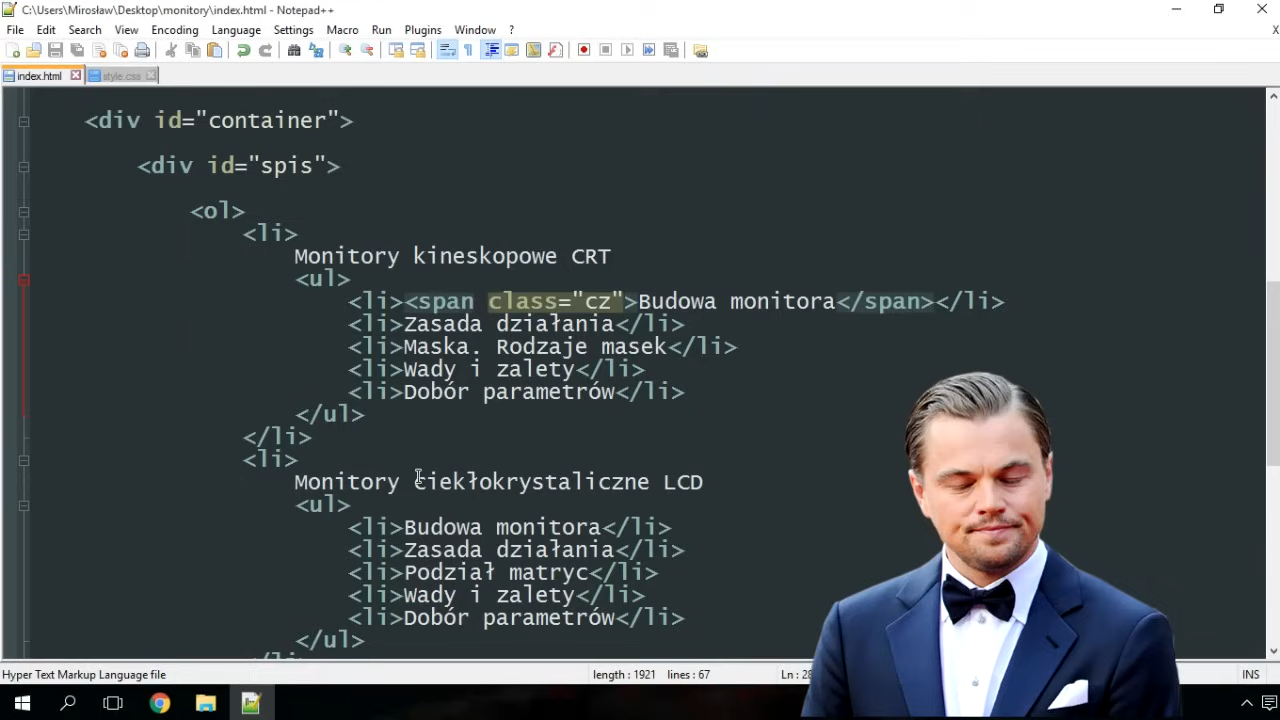 C:\Users\Mirosław\Desktop\monitory\index.html - Notepad++
File Edit Search View Encoding Language Settings Macro Run Plugins Window ? X
index.html style.css
<div id="container">
<div id="spis">
<ol>
<li>
Monitory kineskopowe CRT
<ul>
<li><span class="cz">Budowa monitora</span></li>
<li>Zasada działania</li>
<li>Maska. Rodzaje masek</li>
<li>Wady i zalety</li>
<li>Dobór parametrów</li>
</ul>
</li>
<li>
Monitory ciekłokrystaliczne LCD
<ul>
<li>Budowa monitora</li>
<li>Zasada działania</li>
<li>Podział matryc</li>
<li>Wady i zalety</li>
<li>Dobór parametrów</li>
</ul>
</li>
Hyper Text Markup Language file length : 1921 lines : 67 Ln : 28 INS